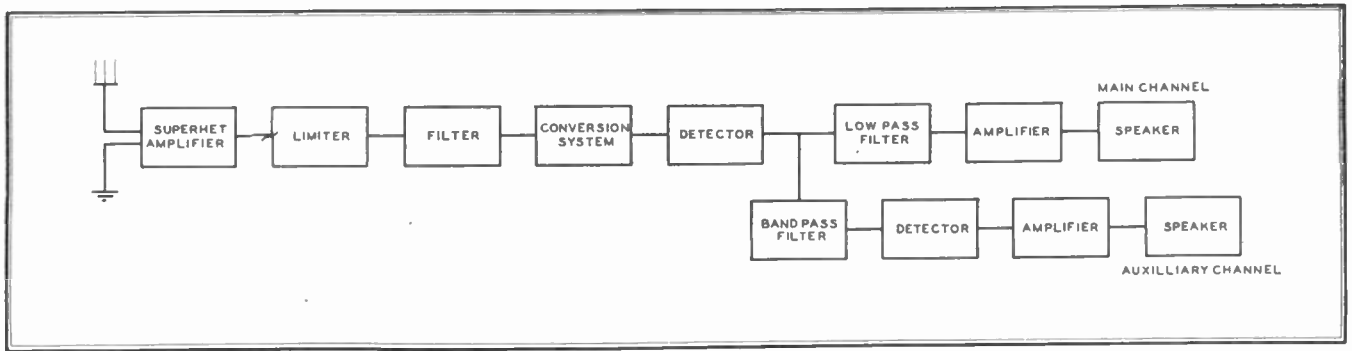 MAIN CHANNEL
SUPERHET
AMPLIFIER
LIMITER
FILTER
CONVERSION
SYSTEM
DETECTOR
LOW PASS
FILTER
AMPLIFIER
SPEAKER
BAND PASS
FILTER
DETECTOR
AMPLIFIER
SPEAKER
AUXILLIARY CHANNEL